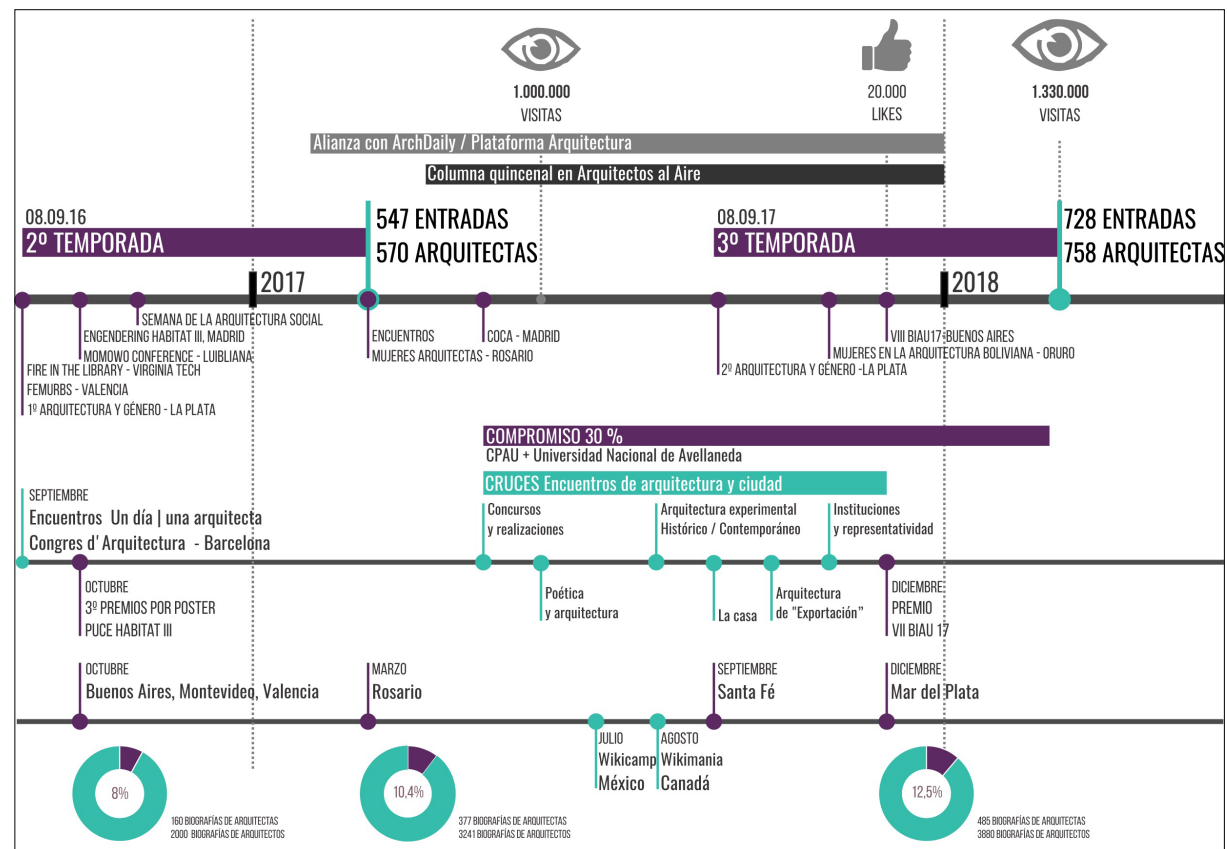 1.000.000
VISITAS
20.000
LIKES
1.330.000
VISITAS
Alianza con ArchDaily / Plataforma Arquitectura
Columna quincenal en Arquitectos al Aire
08.09.16
2º TEMPORADA
547 ENTRADAS
570 ARQUITECTAS
08.09.17
3º TEMPORADA
728 ENTRADAS
758 ARQUITECTAS
2017
2018
SEMANA DE LA ARQUITECTURA SOCIAL
ENGENDERING HABITAT III, MADRID
MOMOWO CONFERENCE - LUIBLIANA
FIRE IN THE LIBRARY - VIRGINIA TECH
FEMURBS - VALENCIA
1º ARQUITECTURA Y GÉNERO - LA PLATA
ENCUENTROS
MUJERES ARQUITECTAS - ROSARIO
COCA - MADRID
VIII BIAU17-BUENOS AIRES
MUJERES EN LA ARQUITECTURA BOLIVIANA - ORURO
2º ARQUITECTURA Y GÉNERO -LA PLATA
COMPROMISO 30 %
CPAU + Universidad Nacional de Avellaneda
CRUCES Encuentros de arquitectura y ciudad
SEPTIEMBRE
Encuentros Un día | una arquitecta
Congres d' Arquitectura - Barcelona
Concursos
y realizaciones
Arquitectura experimental
Histórico / Contemporáneo
Instituciones
y representatividad
OCTUBRE
3º PREMIOS POR POSTER
PUCE HABITAT III
Poética
y arquitectura
La casa
Arquitectura
de "Exportación”
DICIEMBRE
PREMIO
VII BIAU 17
OCTUBRE
Buenos Aires, Montevideo, Valencia
MARZO
Rosario
SEPTIEMBRE
Santa Fé
DICIEMBRE
Mar del Plata
JULIO
Wikicamp
México
AGOSTO
Wikimania
Canadá
8%
160 BIOGRAFÍAS DE ARQUITECTAS
2000 BIOGRAFÍAS DE ARQUITECTOS
10,4%
377 BIOGRAFÍAS DE ARQUITECTAS
3241 BIOGRAFÍAS DE ARQUITECTOS
12,5%
485 BIOGRAFÍAS DE ARQUITECTAS
3880 BIOGRAFÍAS DE ARQUITECTOS